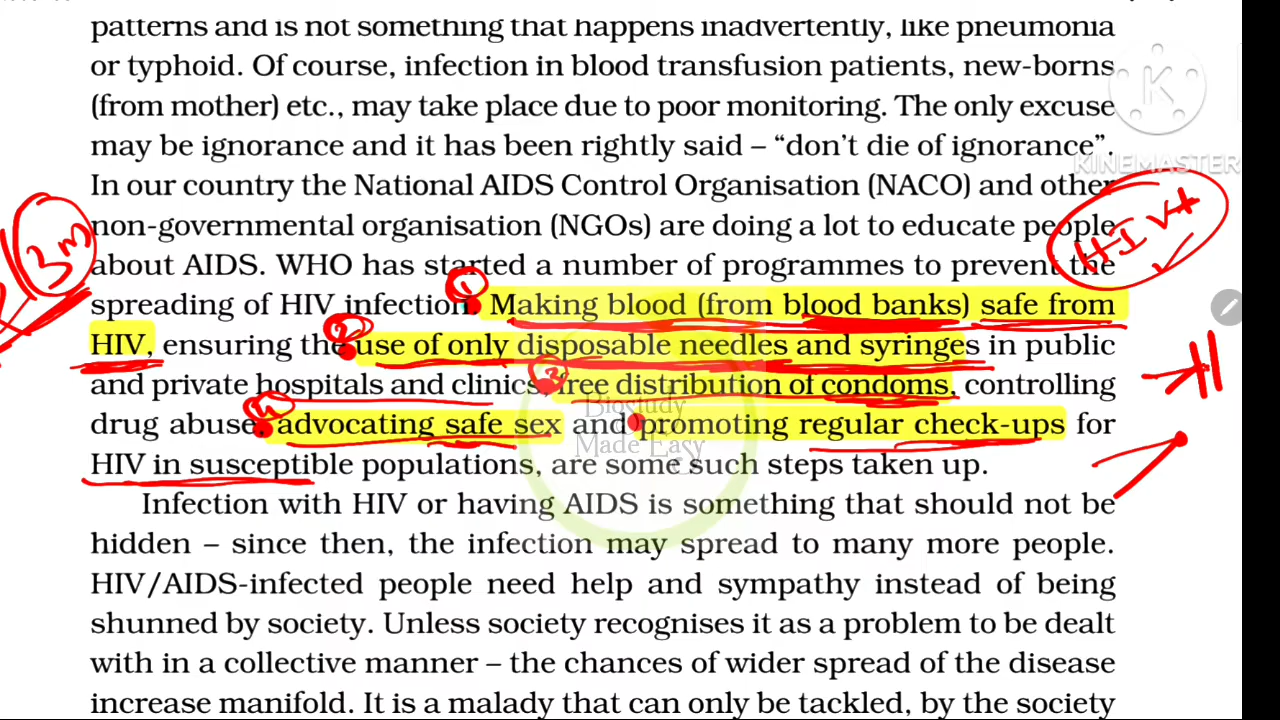 patterns and is not something that happens inadvertently, like pneumonia
or typhoid. Of course, infection in blood transfusion patients, new-borns
(from mother) etc., may take place due to poor monitoring. The only excuse
may be ignorance and it has been rightly said – “don’t die of ignorance”.
KINEMASTER
In our country the National AIDS Control Organisation (NACO) and other
non-governmental organisation (NGOs) are doing a lot to educate people
HIV+
3m
about AIDS. WHO has started a number of programmes to prevent the
1
spreading of HIV infection. Making blood (from blood banks) safe from
2
HIV, ensuring the use of only disposable needles and syringes in public
3
and private hospitals and clinics, free distribution of condoms, controlling
4
drug abuse, advocating safe sex and promoting regular check-ups for
Biostudy
Made Easy
HIV in susceptible populations, are some such steps taken up.
Infection with HIV or having AIDS is something that should not be
hidden – since then, the infection may spread to many more people.
HIV/AIDS-infected people need help and sympathy instead of being
shunned by society. Unless society recognises it as a problem to be dealt
with in a collective manner – the chances of wider spread of the disease
increase manifold. It is a malady that can only be tackled, by the society